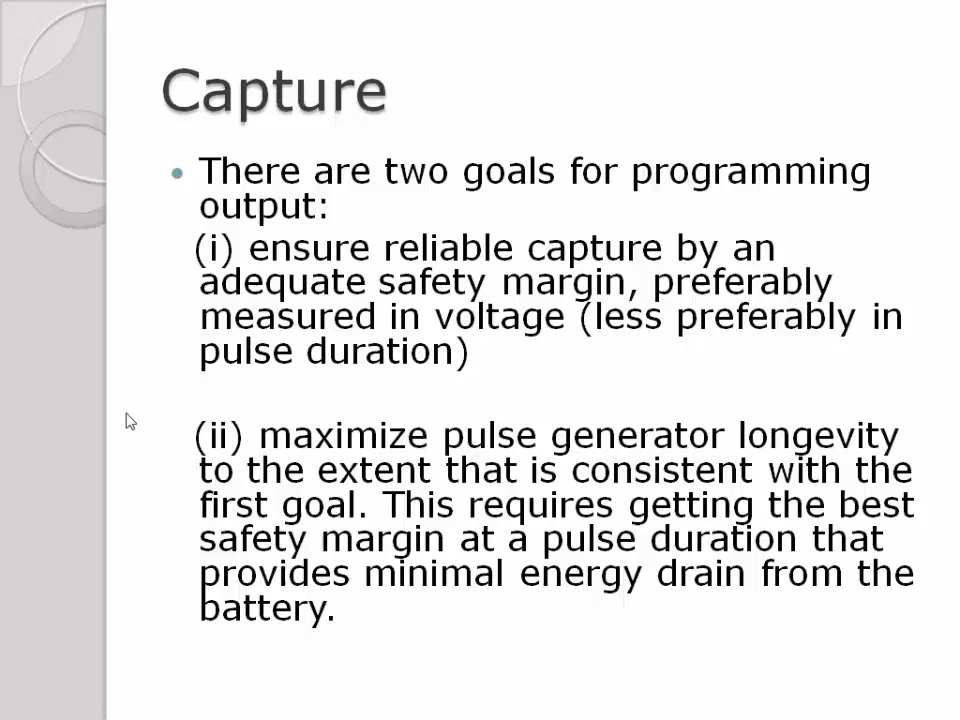 Capture
• There are two goals for programming
output:
(i) ensure reliable capture by an
adequate safety margin, preferably
measured in voltage (less preferably in
pulse duration)
(ii) maximize pulse generator longevity
to the extent that is consistent with the
first goal. This requires getting the best
safety margin at a pulse duration that
provides minimal energy drain from the
battery.